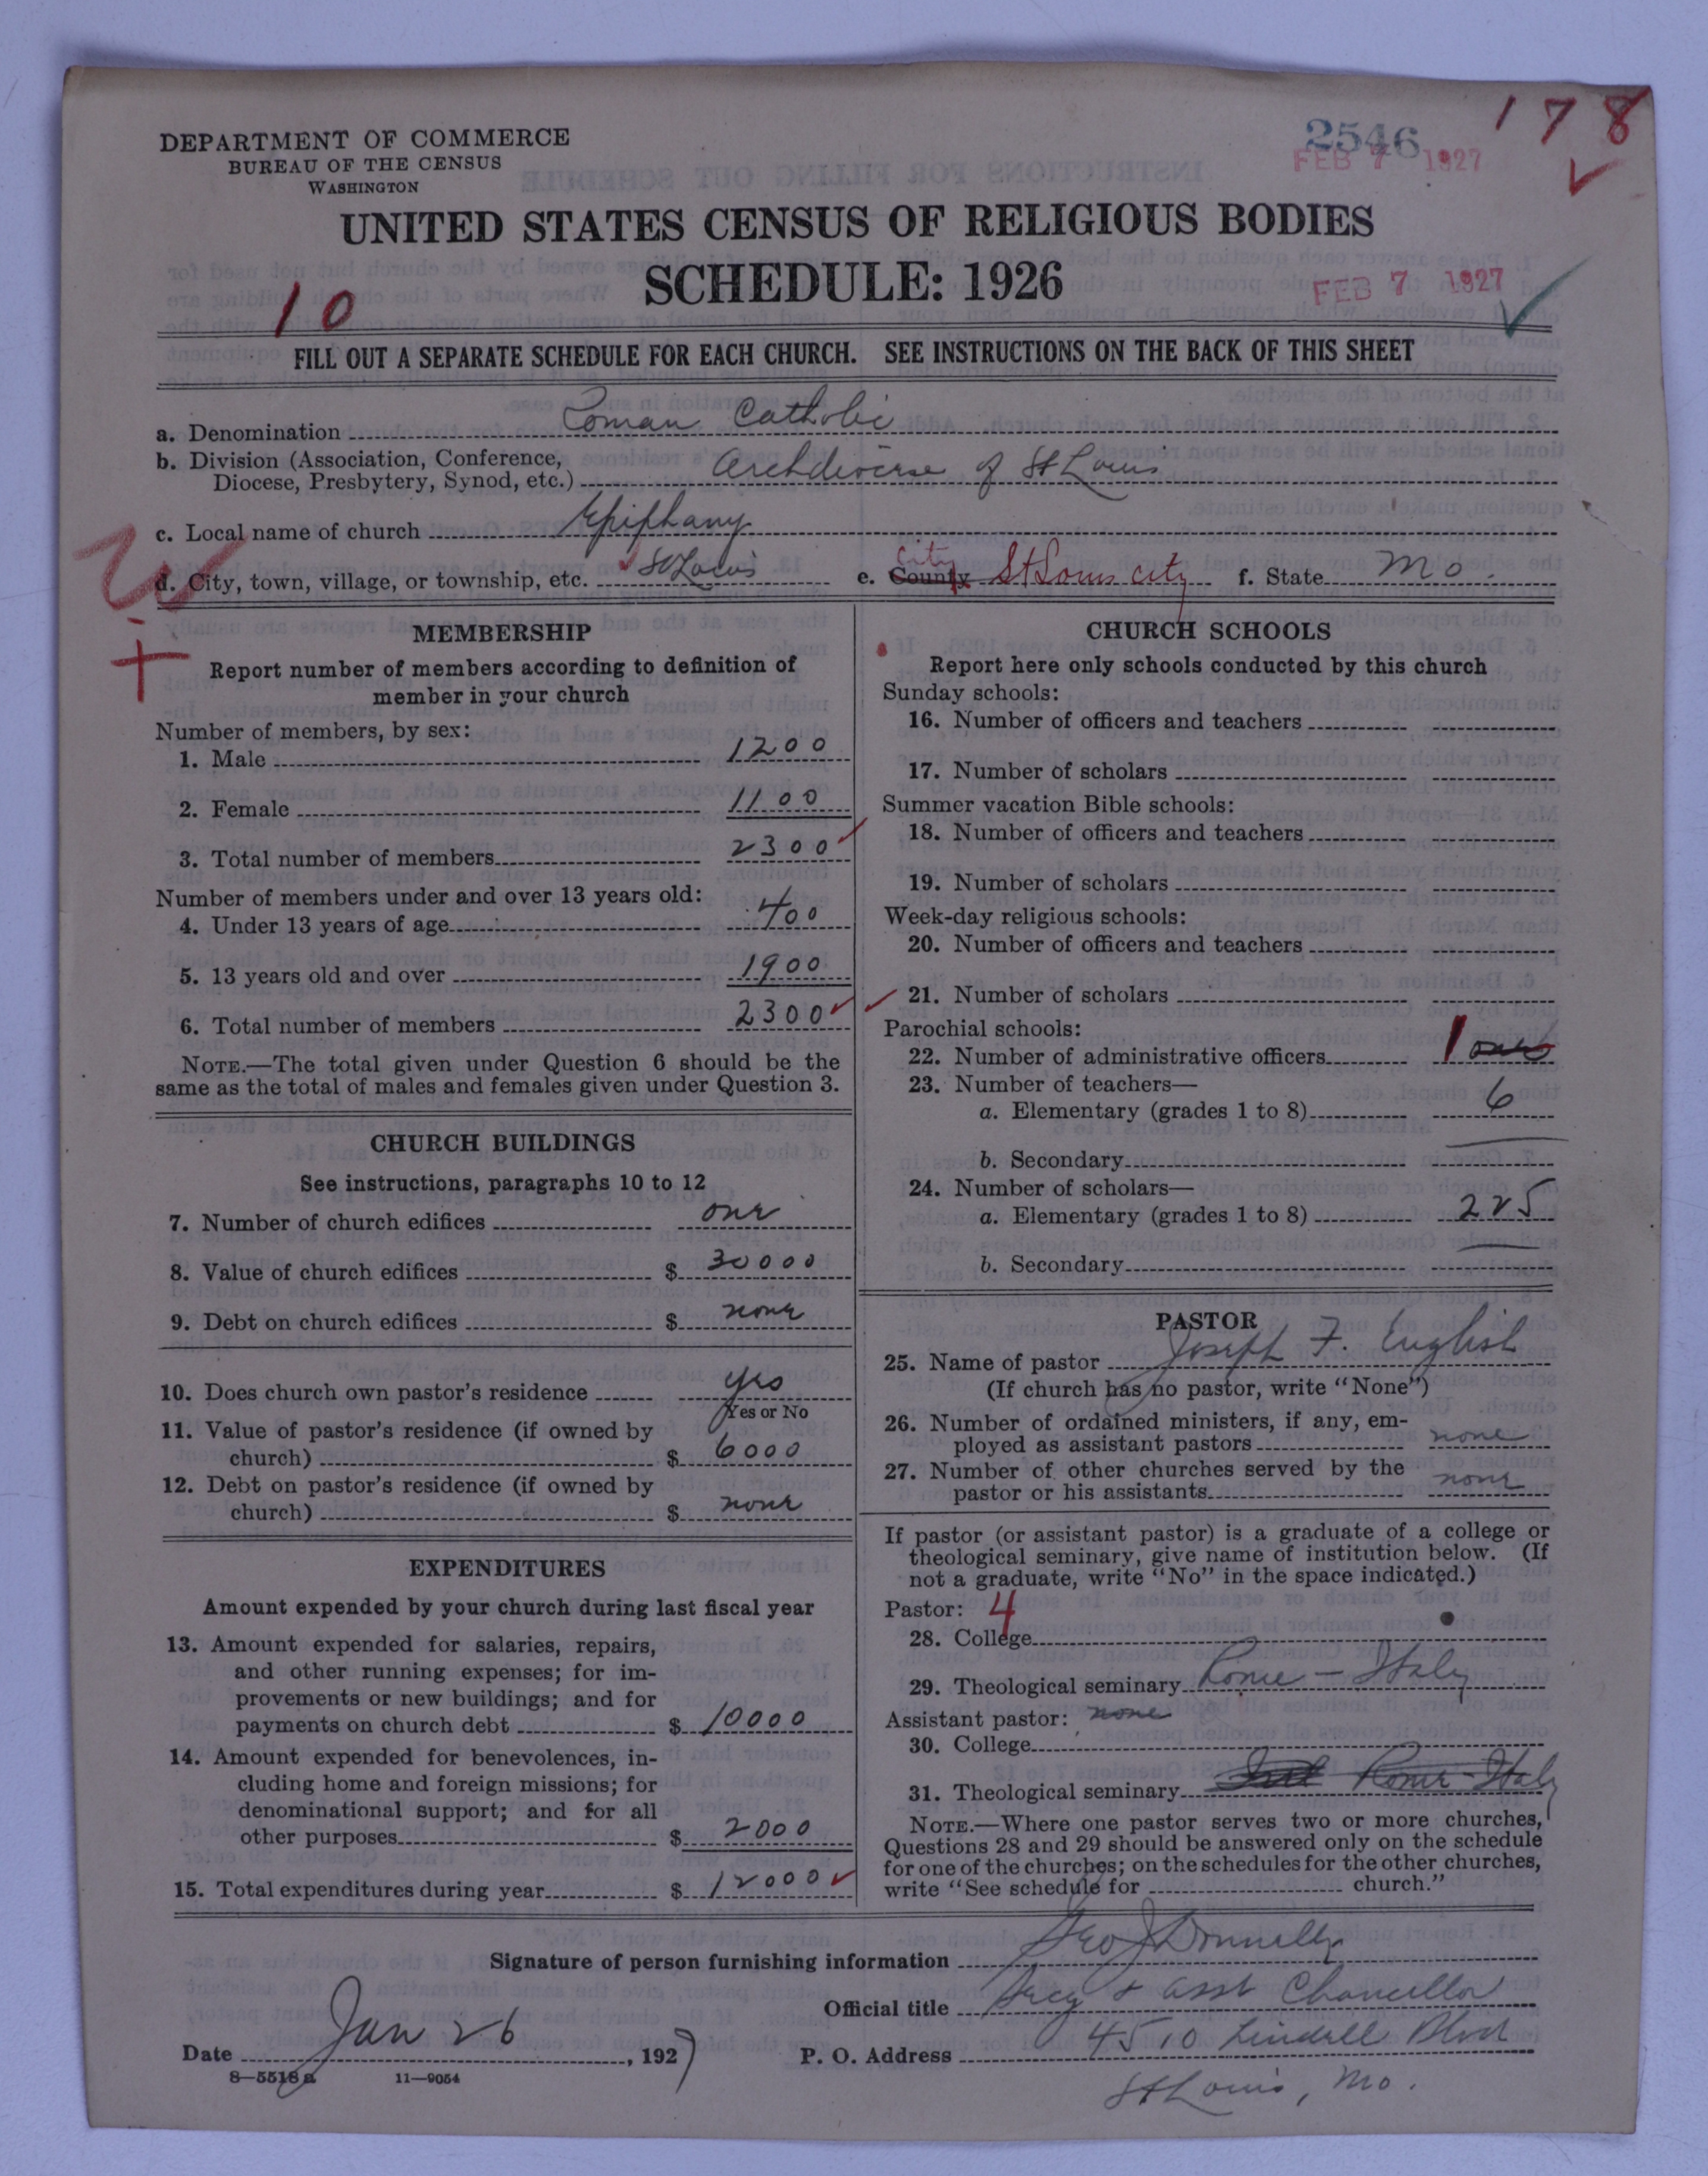 DEPARTMENT OF COMMERCE
BUREAU OF THE CENSUS
WASHINGTON
2546
FEB 7 1927
178
UNITED STATES CENSUS OF RELIGIOUS BODIES
SCHEDULE: 1926
FEB 7 1927
10
FILL OUT A SEPARATE SCHEDULE FOR EACH CHURCH. SEE INSTRUCTIONS ON THE BACK OF THIS SHEET
a. Denomination Roman Catholic
b. Division (Association, Conference,
Diocese, Presbytery, Synod, etc.) Archdiocese of St Louis
c. Local name of church Epiphany
d. City, town, village, or township, etc. St Louis e. County City St Louis city f. State Mo.
MEMBERSHIP
Report number of members according to definition of
member in your church
Number of members, by sex:
1. Male 1200
2. Female 1100
3. Total number of members 2300
Number of members under and over 13 years old:
4. Under 13 years of age 400
5. 13 years old and over 1900
6. Total number of members 2300
NOTE.—The total given under Question 6 should be the
same as the total of males and females given under Question 3.
CHURCH BUILDINGS
See instructions, paragraphs 10 to 12
7. Number of church edifices one
8. Value of church edifices $ 30000
9. Debt on church edifices $ none
10. Does church own pastor's residence yes
Yes or No
11. Value of pastor's residence (if owned by
church) $ 6000
12. Debt on pastor's residence (if owned by
church) $ none
EXPENDITURES
Amount expended by your church during last fiscal year
13. Amount expended for salaries, repairs,
and other running expenses; for im-
provements or new buildings; and for
payments on church debt $ 10000
14. Amount expended for benevolences, in-
cluding home and foreign missions; for
denominational support; and for all
other purposes $ 2000
15. Total expenditures during year $ 12000
CHURCH SCHOOLS
Report here only schools conducted by this church
Sunday schools:
16. Number of officers and teachers
17. Number of scholars
Summer vacation Bible schools:
18. Number of officers and teachers
19. Number of scholars
Week-day religious schools:
20. Number of officers and teachers
21. Number of scholars
Parochial schools:
22. Number of administrative officers 1 one
23. Number of teachers—
a. Elementary (grades 1 to 8) 6
b. Secondary
24. Number of scholars—
a. Elementary (grades 1 to 8) 225
b. Secondary
PASTOR
25. Name of pastor Joseph F. English
(If church has no pastor, write "None")
26. Number of ordained ministers, if any, em-
ployed as assistant pastors none
27. Number of other churches served by the
pastor or his assistants none
If pastor (or assistant pastor) is a graduate of a college or
theological seminary, give name of institution below. (If
not a graduate, write "No" in the space indicated.)
Pastor: 4
28. College
29. Theological seminary Rome - Italy
Assistant pastor: none
30. College
31. Theological seminary Rome - Italy
NOTE.—Where one pastor serves two or more churches,
Questions 28 and 29 should be answered only on the schedule
for one of the churches; on the schedules for the other churches,
write "See schedule for church."
Signature of person furnishing information Geo J Donnelly
Official title Secy & asst Chancellor
Date Jan 26, 1927
P. O. Address 4510 Lindell Blvd
St Louis, Mo.
8—5518 a 11—9054